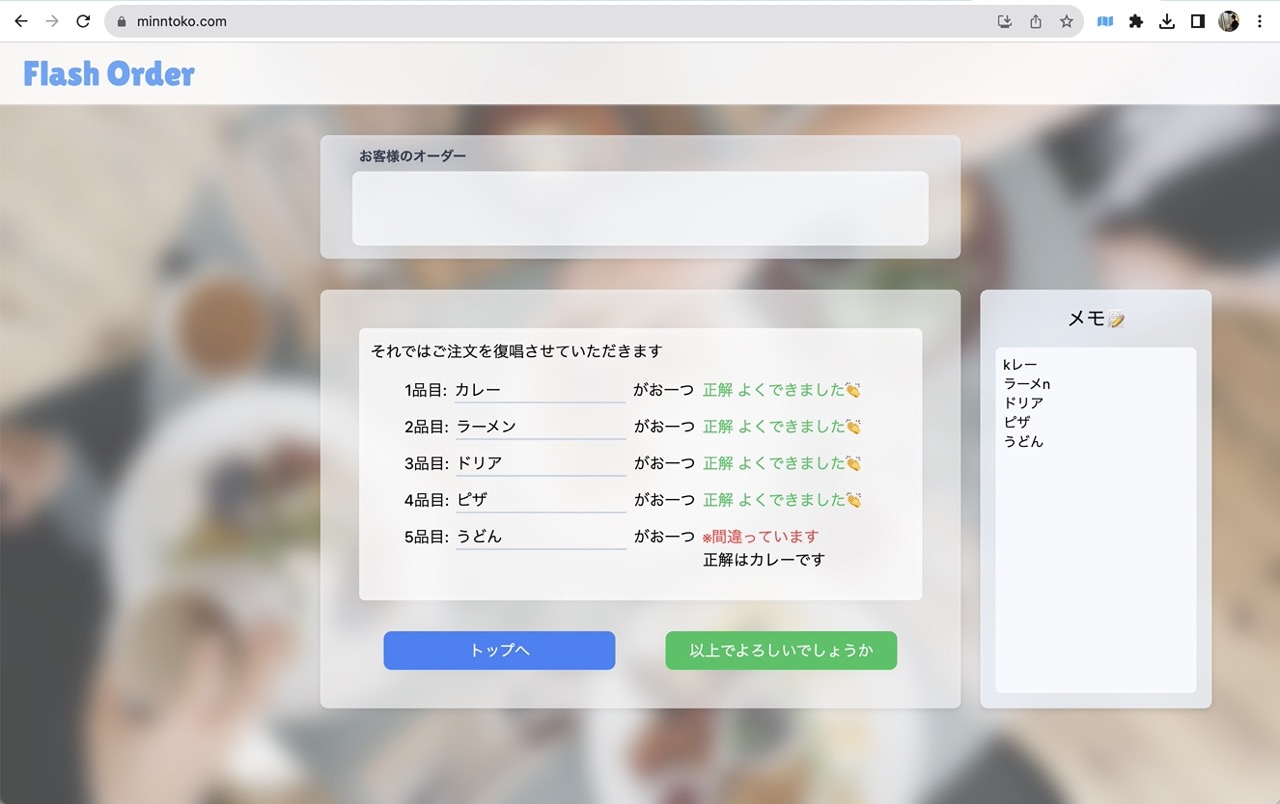 minntoko.com
Flash Order
お客様のオーダー
それではご注文を復唱させていただきます
1品目: カレー がお一つ 正解 よくできました👏
2品目: ラーメン がお一つ 正解 よくできました👏
3品目: ドリア がお一つ 正解 よくできました👏
4品目: ピザ がお一つ 正解 よくできました👏
5品目: うどん がお一つ ※間違っています
正解はカレーです
トップへ
以上でよろしいでしょうか
メモ📝
kレー
ラーメn
ドリア
ピザ
うどん